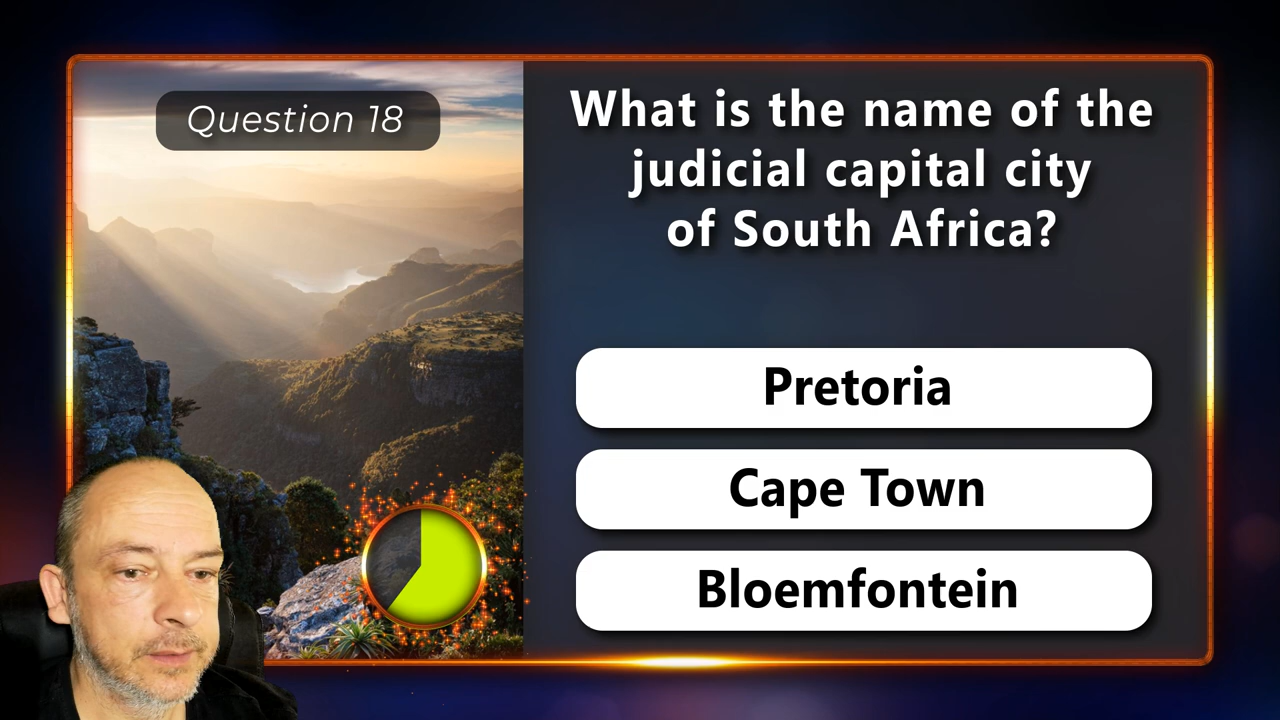 Question 18
What is the name of the
judicial capital city
of South Africa?
Pretoria
Cape Town
Bloemfontein